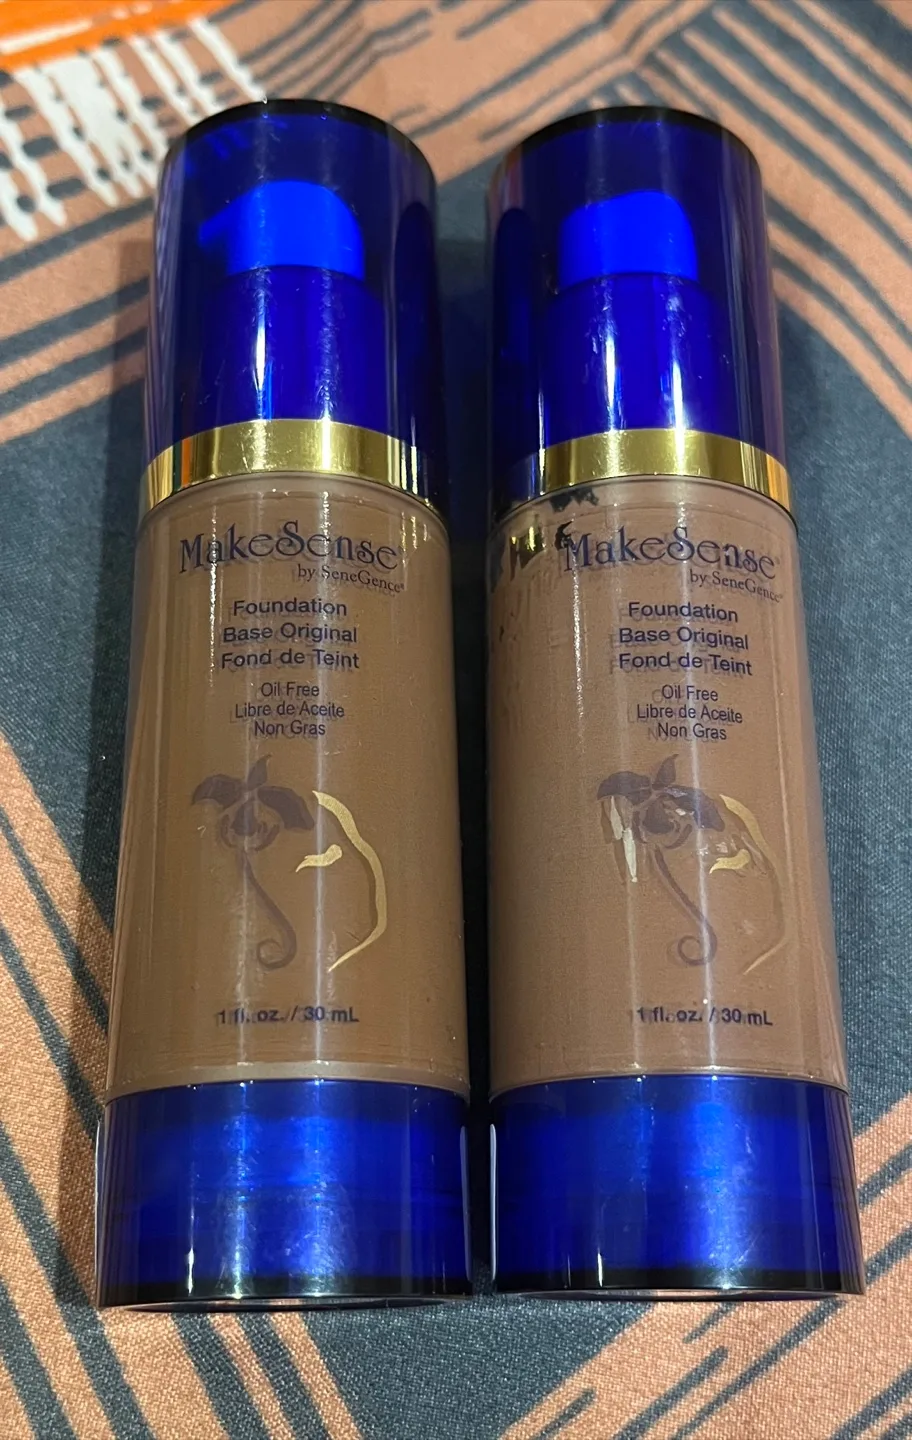 MakeSense®
by SeneGence®
Foundation
Base Original
Fond de Teint
Oil Free
Libre de Aceite
Non Gras
1 fl. oz. / 30 mL
MakeSense®
by SeneGence®
Foundation
Base Original
Fond de Teint
Oil Free
Libre de Aceite
Non Gras
1 fl. oz. / 30 mL